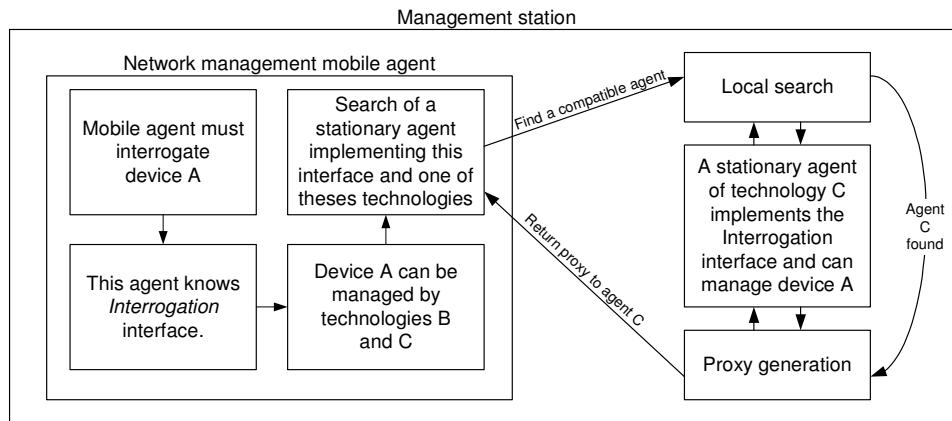 Management station
Network management mobile agent
Mobile agent must
interrogate
device A
This agent knows
Interrogation
interface.
Device A can be
managed by
technologies B
and C
Search of a
stationary agent
implementing this
interface and one of
theses technologies
Find a compatible agent
Local search
A stationary agent
of technology C
implements the
Interrogation
interface and can
manage device A
Agent
C
found
Proxy generation
Return proxy to agent C